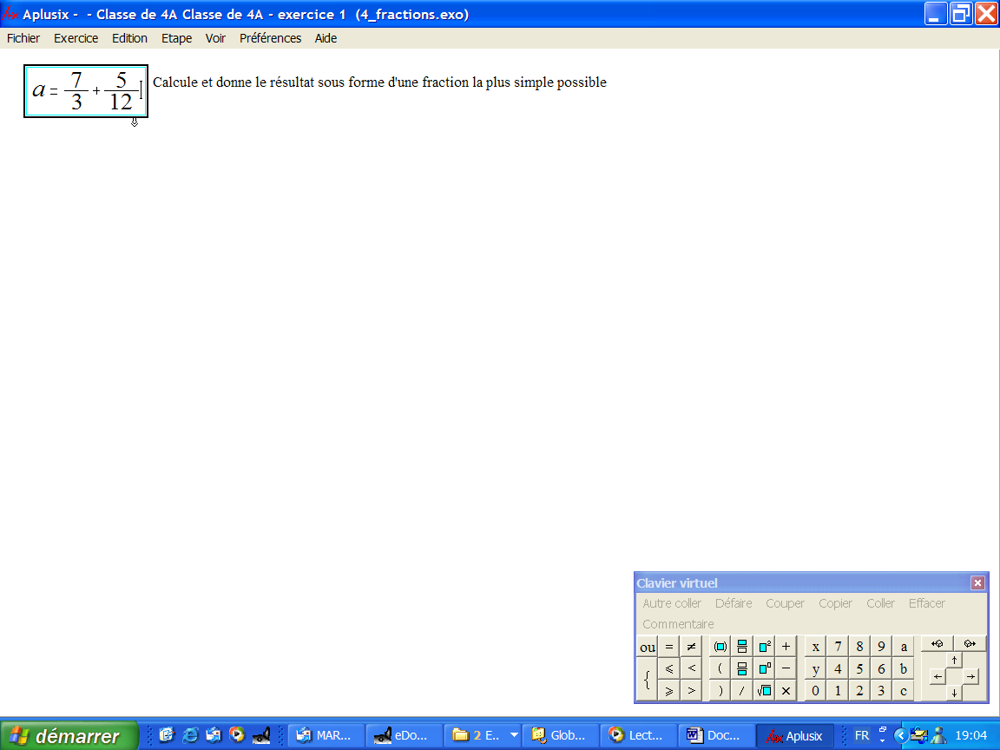 Aplusix - - Classe de 4A Classe de 4A - exercice 1 (4_fractions.exo)
Fichier Exercice Edition Etape Voir Préférences Aide
a = 7/3 + 5/12 Calcule et donne le résultat sous forme d'une fraction la plus simple possible
Clavier virtuel
Autre coller Défaire Couper Copier Coller Effacer
Commentaire
ou = ≠ (□) □² + x 7 8 9 a
{ ⩽ < ( □^□ − y 4 5 6 b
⩾ > ) / √□ × 0 1 2 3 c
démarrer MAR... eDo... 2 E.. Glob... Lect... Doc... Aplusix FR 19:04